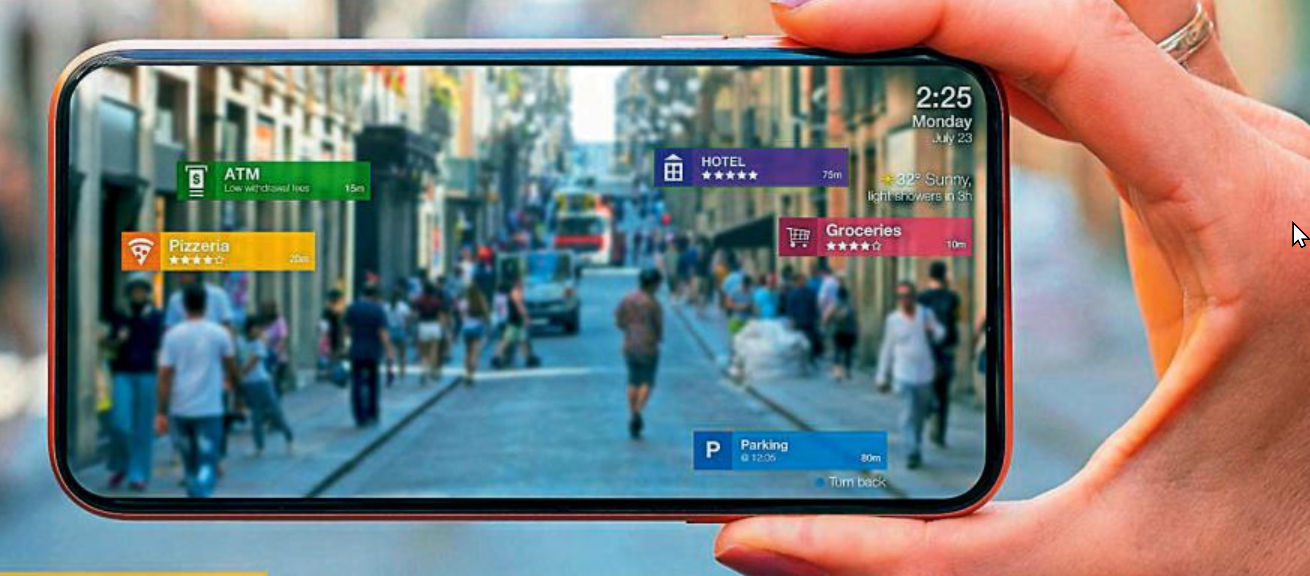 2:25
Monday
July 23
ATM
Low withdrawal fees 15m
HOTEL
75m
32° Sunny,
light showers in 3h
Pizzeria
20m
Groceries
10m
P Parking
@ 12:05 80m
Turn back